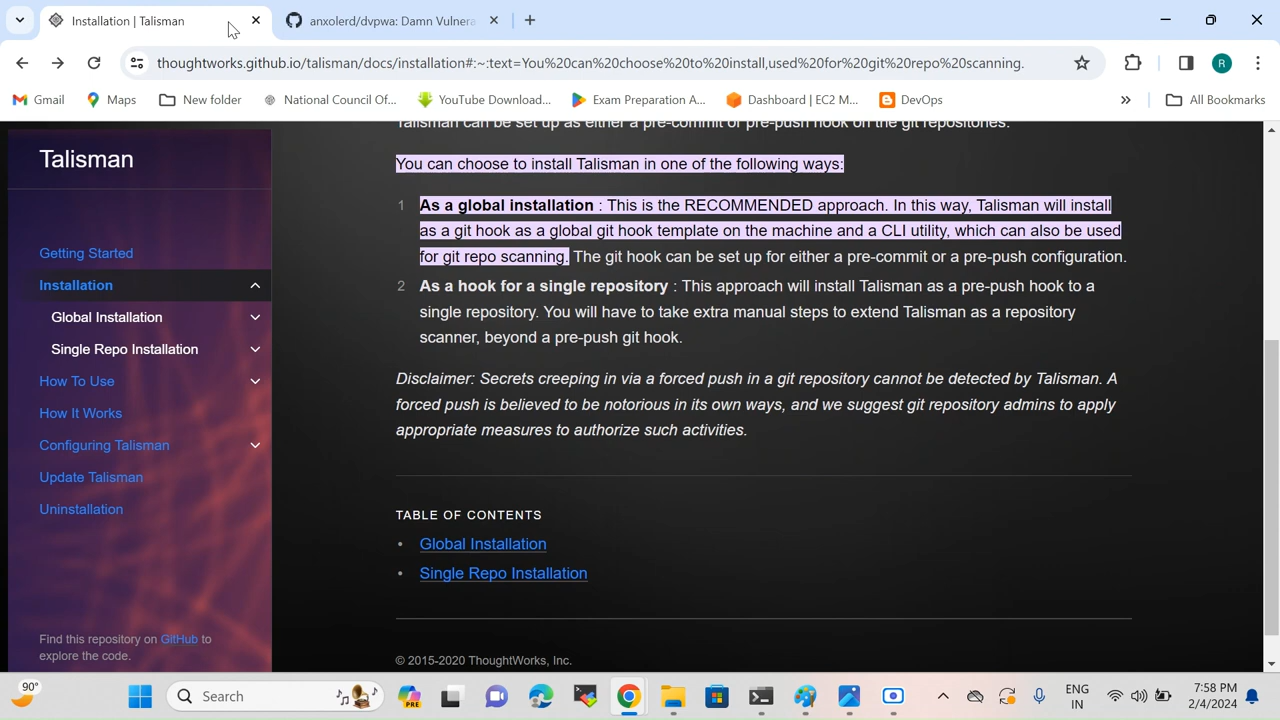 Installation | Talisman
anxolerd/dvpwa: Damn Vulnera
thoughtworks.github.io/talisman/docs/installation#:~:text=You%20can%20choose%20to%20install,used%20for%20git%20repo%20scanning.
R
Gmail
Maps
New folder
National Council Of...
YouTube Download...
Exam Preparation A...
Dashboard | EC2 M...
DevOps
»
All Bookmarks
Talisman
Getting Started
Installation
Global Installation
Single Repo Installation
How To Use
How It Works
Configuring Talisman
Update Talisman
Uninstallation
Find this repository on GitHub to
explore the code.
Talisman can be set up as either a pre-commit or pre-push hook on the git repositories.
You can choose to install Talisman in one of the following ways:
1 As a global installation : This is the RECOMMENDED approach. In this way, Talisman will install
as a git hook as a global git hook template on the machine and a CLI utility, which can also be used
for git repo scanning. The git hook can be set up for either a pre-commit or a pre-push configuration.
2 As a hook for a single repository : This approach will install Talisman as a pre-push hook to a
single repository. You will have to take extra manual steps to extend Talisman as a repository
scanner, beyond a pre-push git hook.
Disclaimer: Secrets creeping in via a forced push in a git repository cannot be detected by Talisman. A
forced push is believed to be notorious in its own ways, and we suggest git repository admins to apply
appropriate measures to authorize such activities.
TABLE OF CONTENTS
• Global Installation
• Single Repo Installation
© 2015-2020 ThoughtWorks, Inc.
90°
Search
PRE
ENG
IN
7:58 PM
2/4/2024